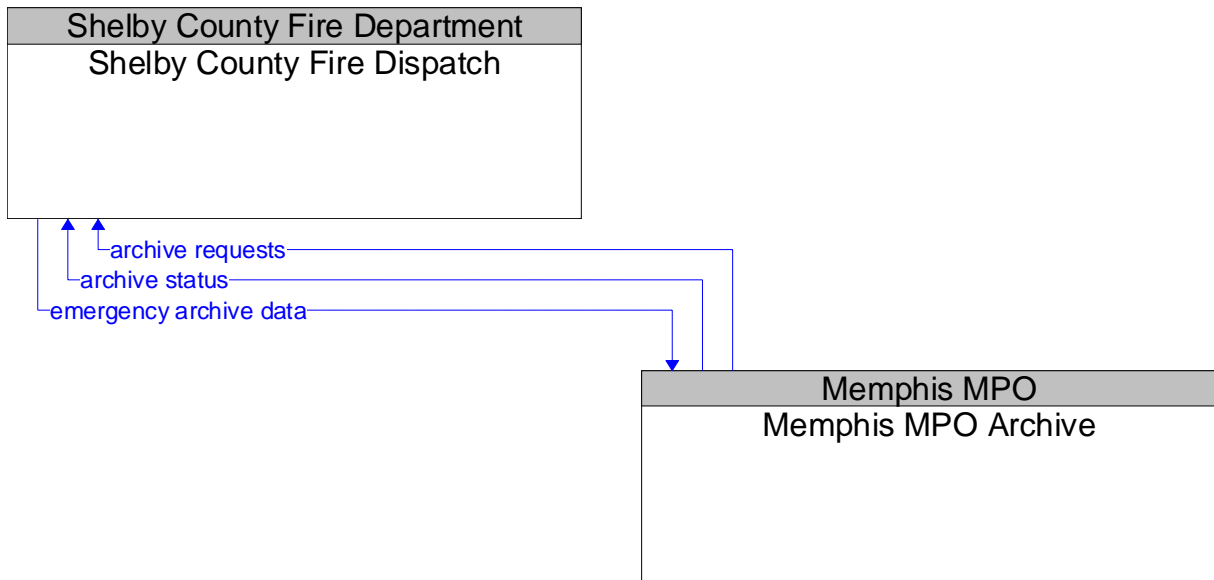 Shelby County Fire Department
Shelby County Fire Dispatch
archive requests
archive status
emergency archive data
Memphis MPO
Memphis MPO Archive